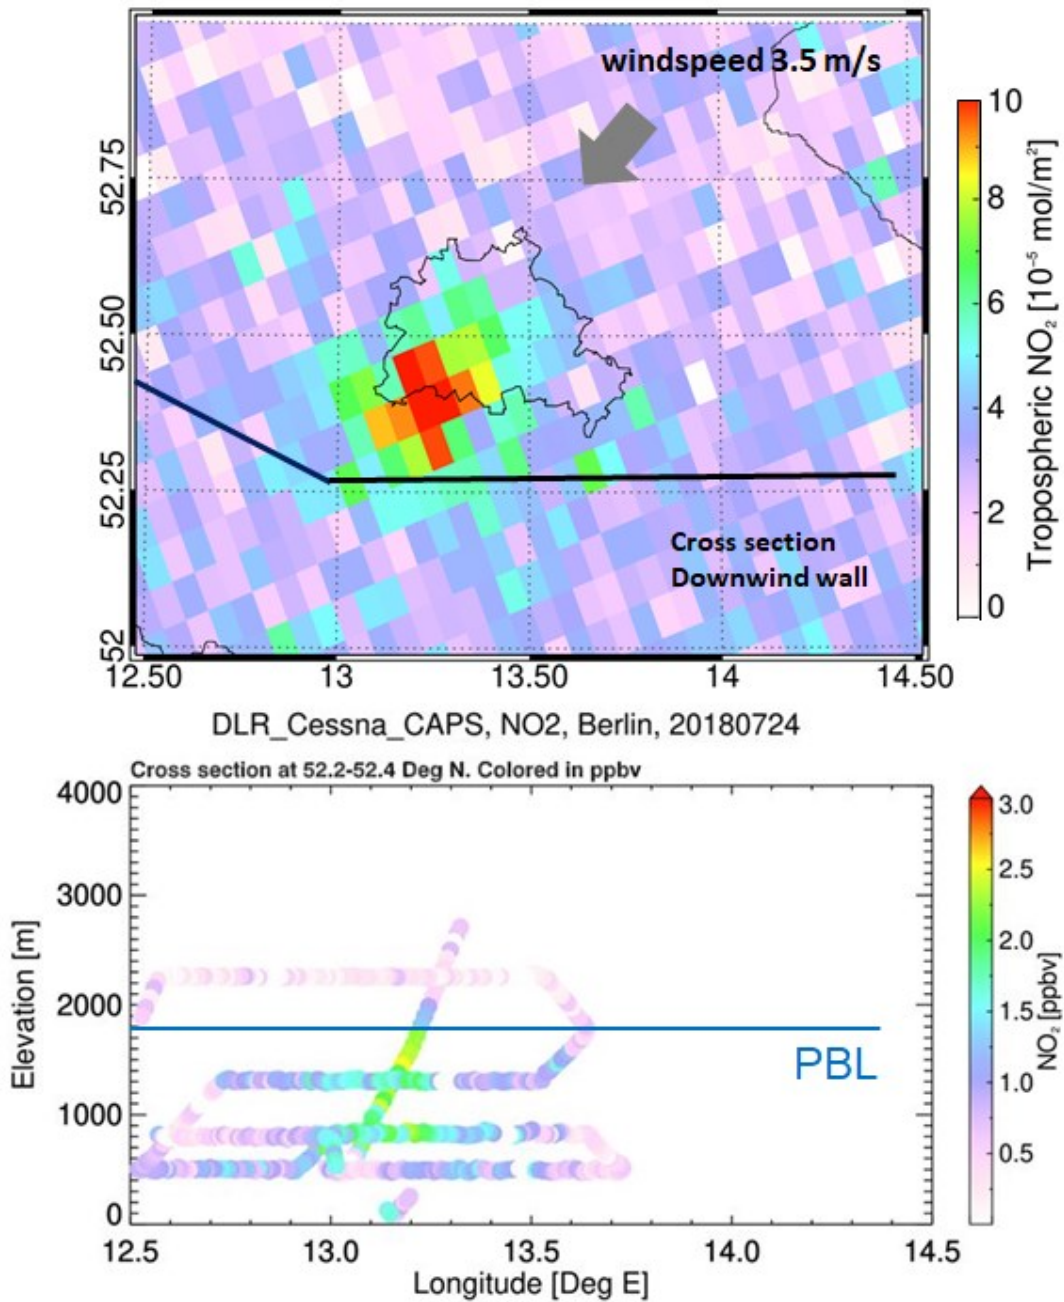 windspeed 3.5 m/s
52.75
52.50
52.25
52
12.50 13 13.50 14 14.50
10
8
6
4
2
0
Tropospheric NO₂ [10⁻⁵ mol/m²]
Cross section
Downwind wall
DLR_Cessna_CAPS, NO2, Berlin, 20180724
Cross section at 52.2-52.4 Deg N. Colored in ppbv
4000
3000
2000
1000
0
Elevation [m]
PBL
12.5 13.0 13.5 14.0 14.5
Longitude [Deg E]
3.0
2.5
2.0
1.5
1.0
0.5
NO₂ [ppbv]